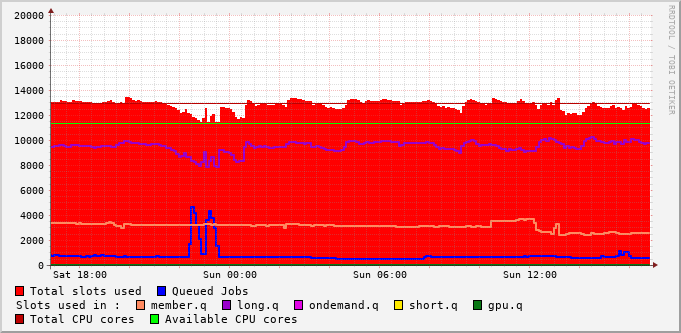 20000
18000
16000
14000
12000
10000
8000
6000
4000
2000
0
Sat 18:00 Sun 00:00 Sun 06:00 Sun 12:00
RRDTOOL / TOBI OETIKER
Total slots used Queued Jobs
Slots used in : member.q long.q ondemand.q short.q gpu.q
Total CPU cores Available CPU cores